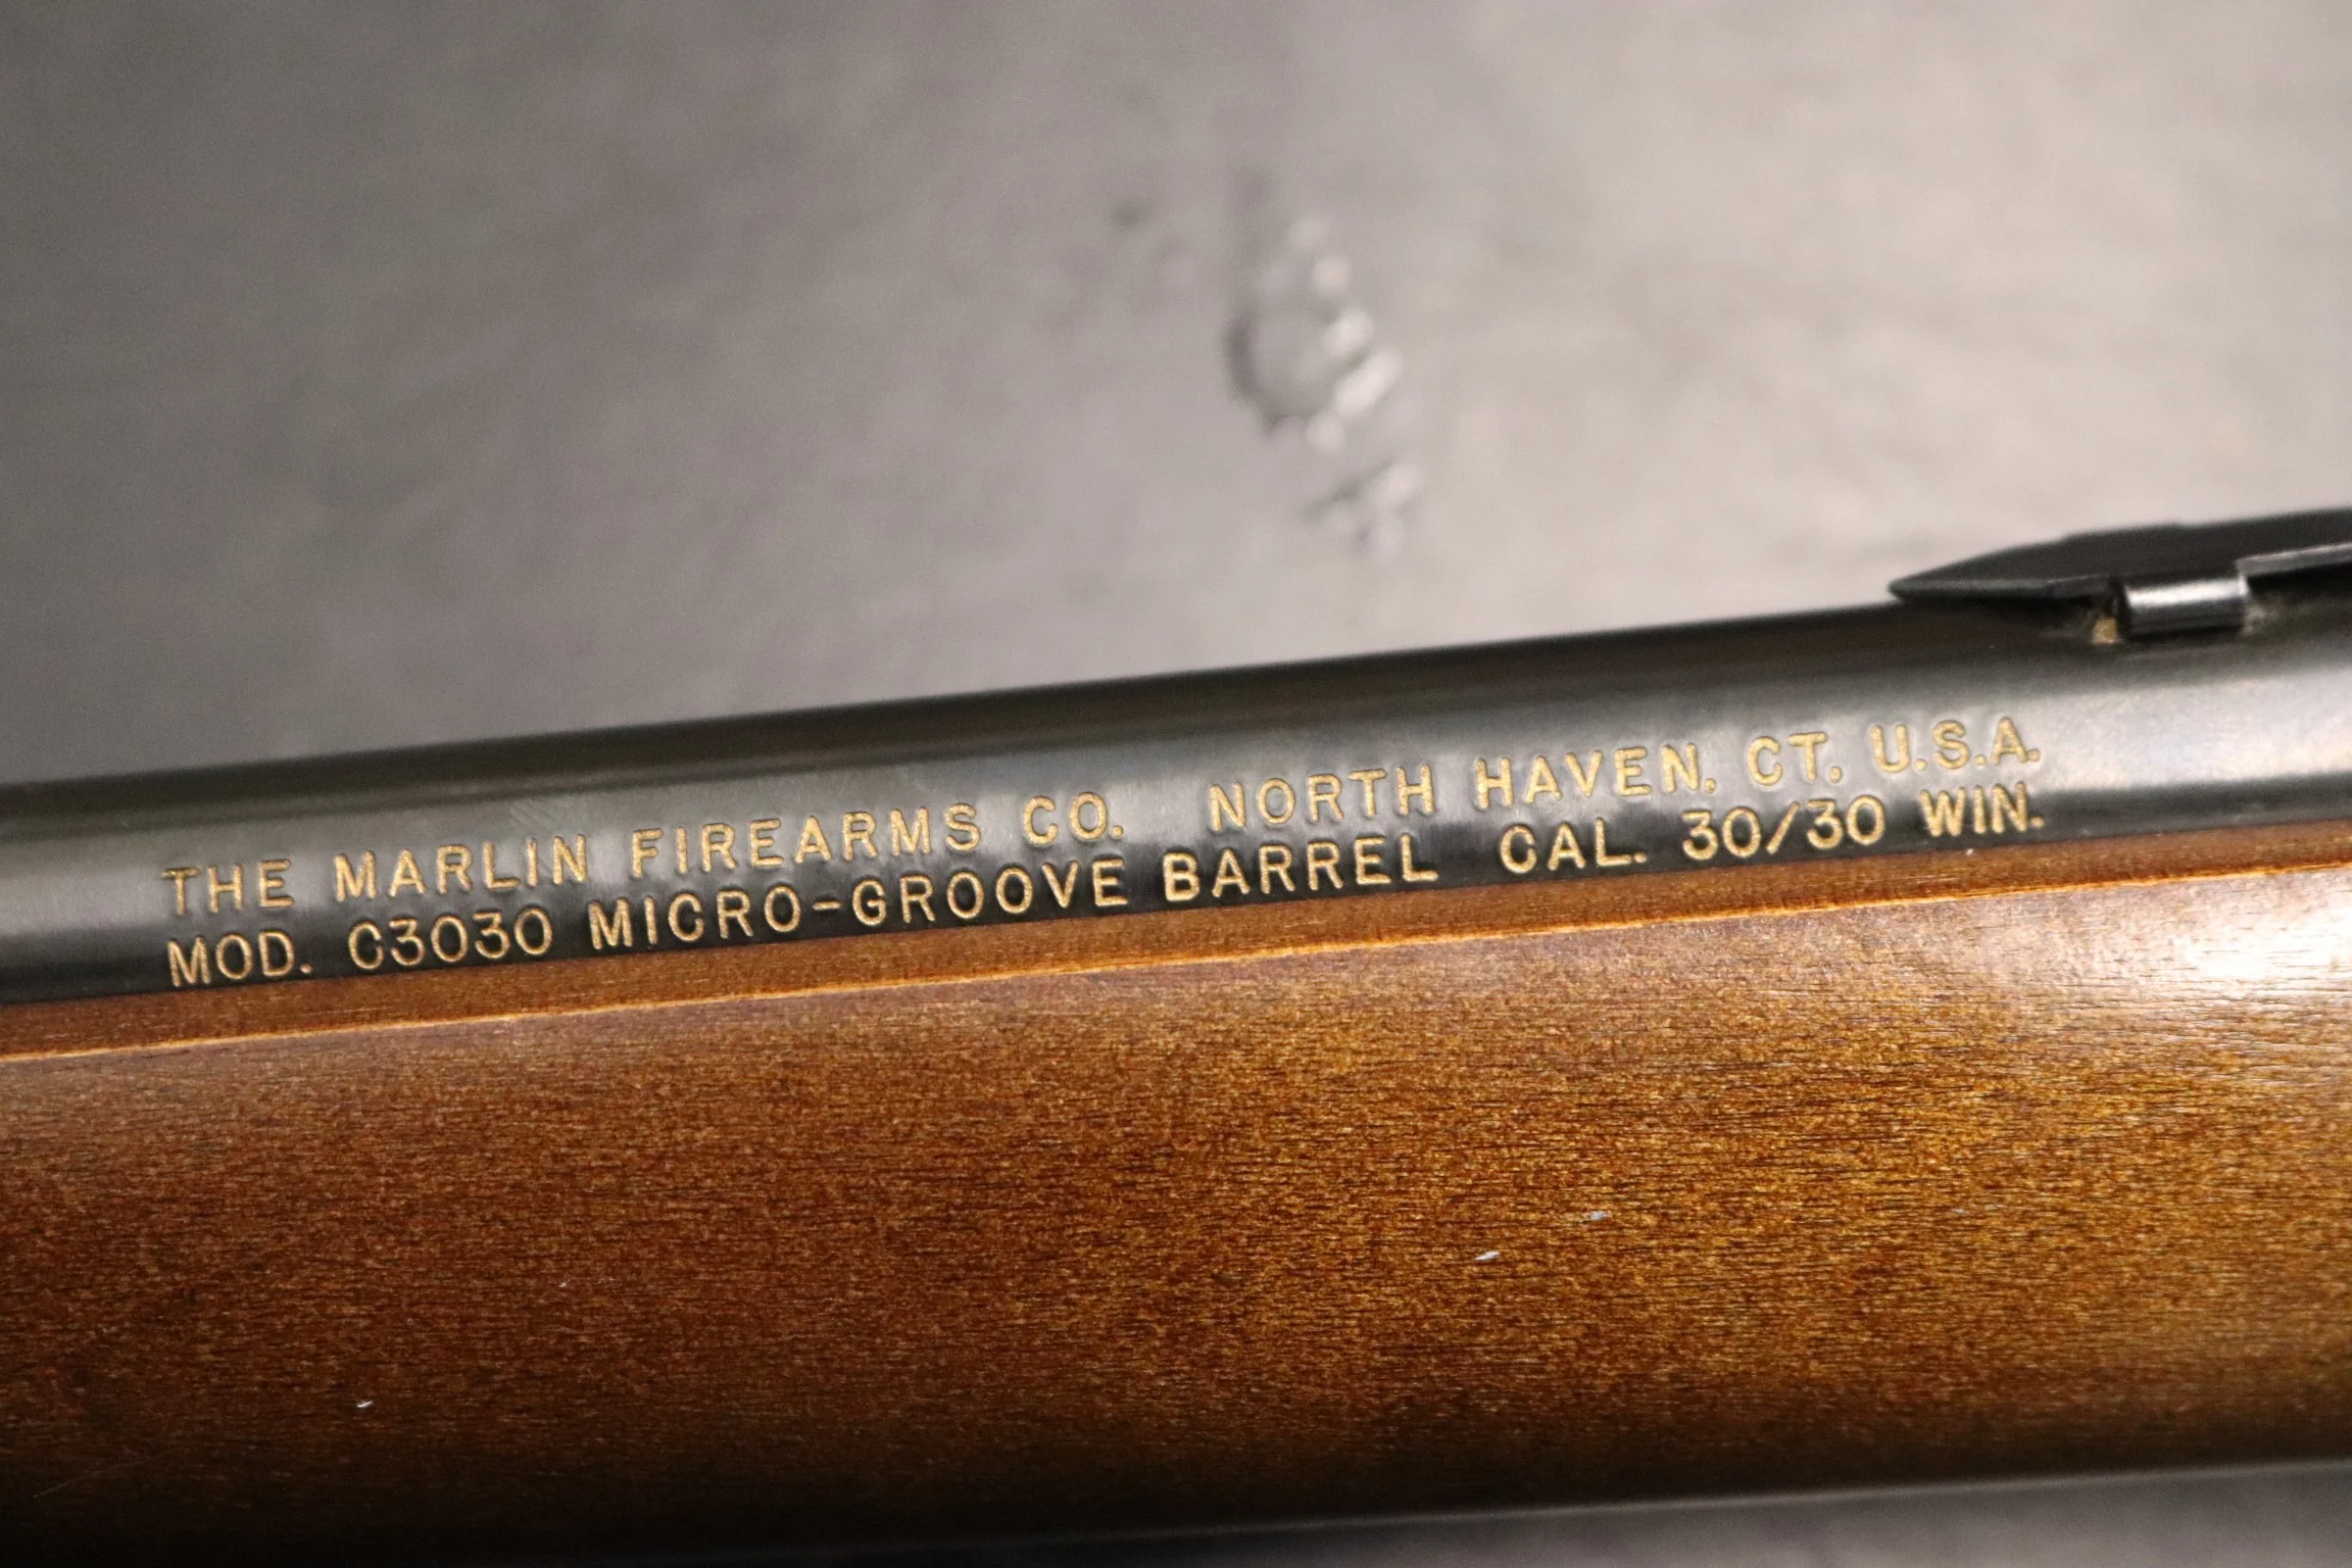 THE MARLIN FIREARMS CO. NORTH HAVEN, CT. U.S.A.
MOD. C3030 MICRO-GROOVE BARREL CAL. 30/30 WIN.